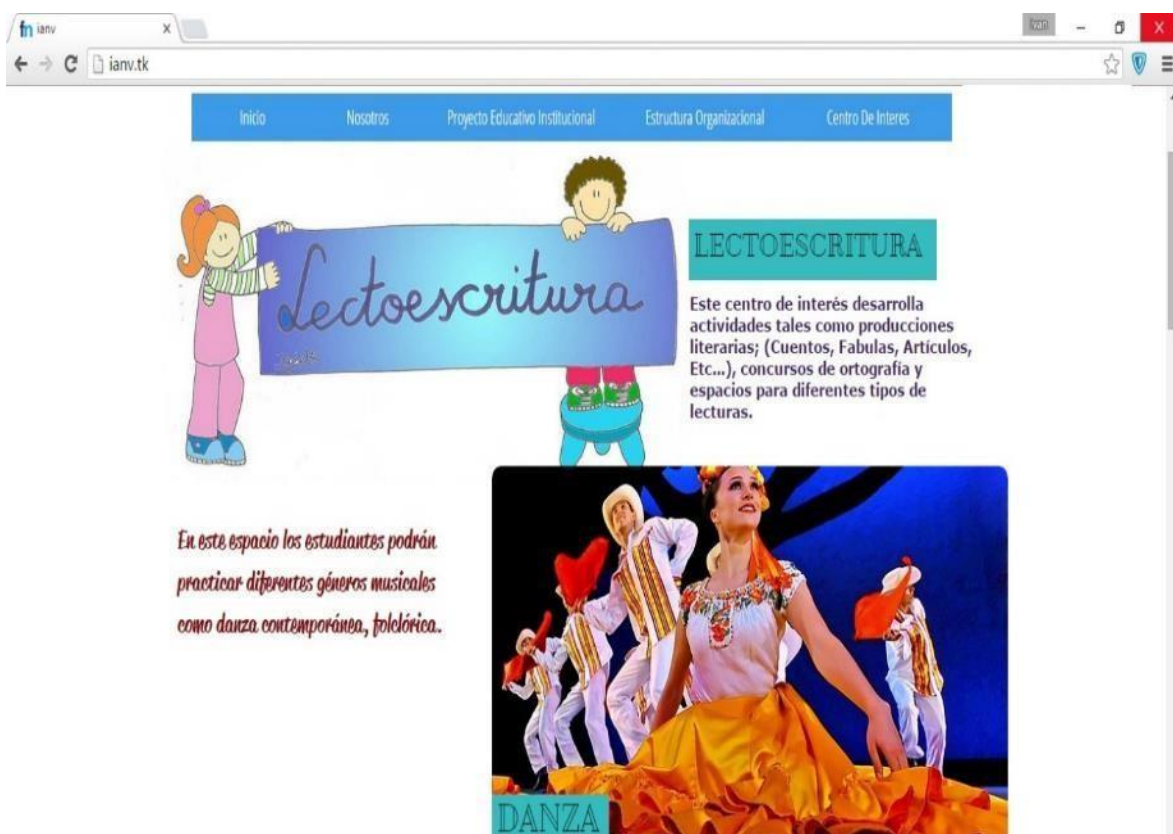 ianv
Ivan
ianv.tk
Inicio Nosotros Proyecto Educativo Institucional Estructura Organizacional Centro De Interes
Lectoescritura
LECTOESCRITURA
Este centro de interés desarrolla
actividades tales como producciones
literarias; (Cuentos, Fabulas, Artículos,
Etc...), concursos de ortografía y
espacios para diferentes tipos de
lecturas.
En este espacio los estudiantes podrán
practicar diferentes géneros musicales
como danza contemporánea, folclórica.
DANZA